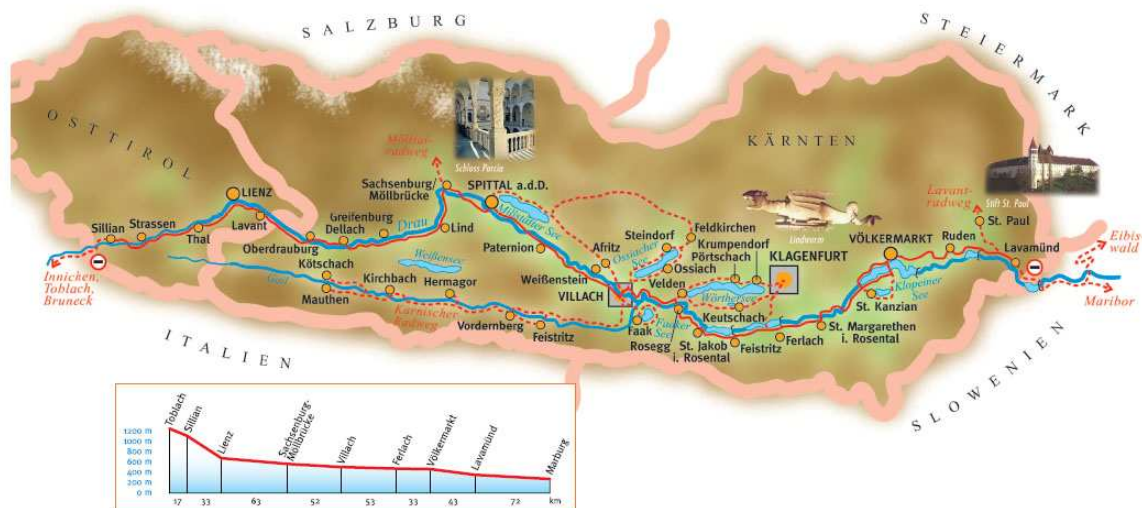 SALZBURG
STEIERMARK
OSTTIROL
KÄRNTEN
ITALIEN
SLOWENIEN
Mölltal-
radweg
Schloss Porcia
Sachsenburg/
Möllbrücke
SPITTAL a.d.D.
Millstätter See
LIENZ
Sillian
Strassen
Thal
Lavant
Oberdrauburg
Greifenburg
Dellach
Drau
Lind
Paternion
Weißensee
Innichen,
Toblach,
Bruneck
Gail
Kötschach
Mauthen
Kirchbach
Hermagor
Karnischer
Radweg
Vordernberg
Feistritz
Afritz
Weißenstein
VILLACH
Steindorf
Ossiacher
See
Ossiach
Feldkirchen
Krumpendorf
Pörtschach
Velden
Wörthersee
Keutschach
KLAGENFURT
Lindwurm
Faak
Faaker
See
Rosegg
St. Jakob
i. Rosental
Feistritz
Ferlach
St. Margarethen
i. Rosental
VÖLKERMARKT
St. Kanzian
Klopeiner
See
Ruden
Lavant-
radweg
St. Paul
Stift St. Paul
Lavamünd
Eibis
wald
Maribor
Toblach
Sillian
Lienz
Sachsenburg-
Möllbrücke
Villach
Ferlach
Völkermarkt
Lavamünd
Marburg
1200 m
1000 m
800 m
600 m
400 m
200 m
0 m
17 33 63 52 53 33 43 72 km